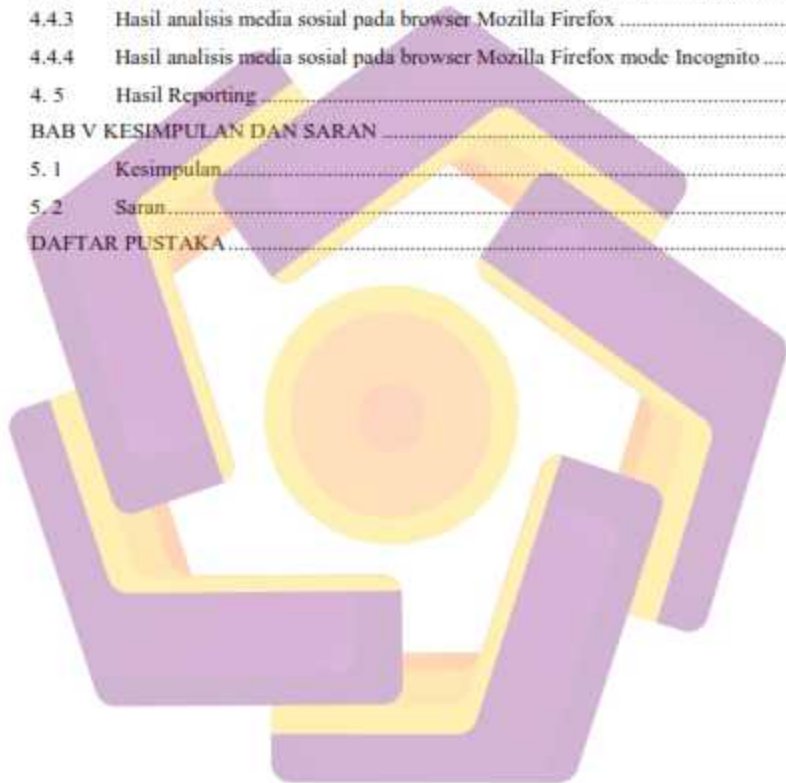 4.4.3 Hasil analisis media sosial pada browser Mozilla Firefox ....................
4.4.4 Hasil analisis media sosial pada browser Mozilla Firefox mode Incognito ....
4. 5 Hasil Reporting ....................
BAB V KESIMPULAN DAN SARAN ....................
5. 1 Kesimpulan ....................
5. 2 Saran ....................
DAFTAR PUSTAKA ....................